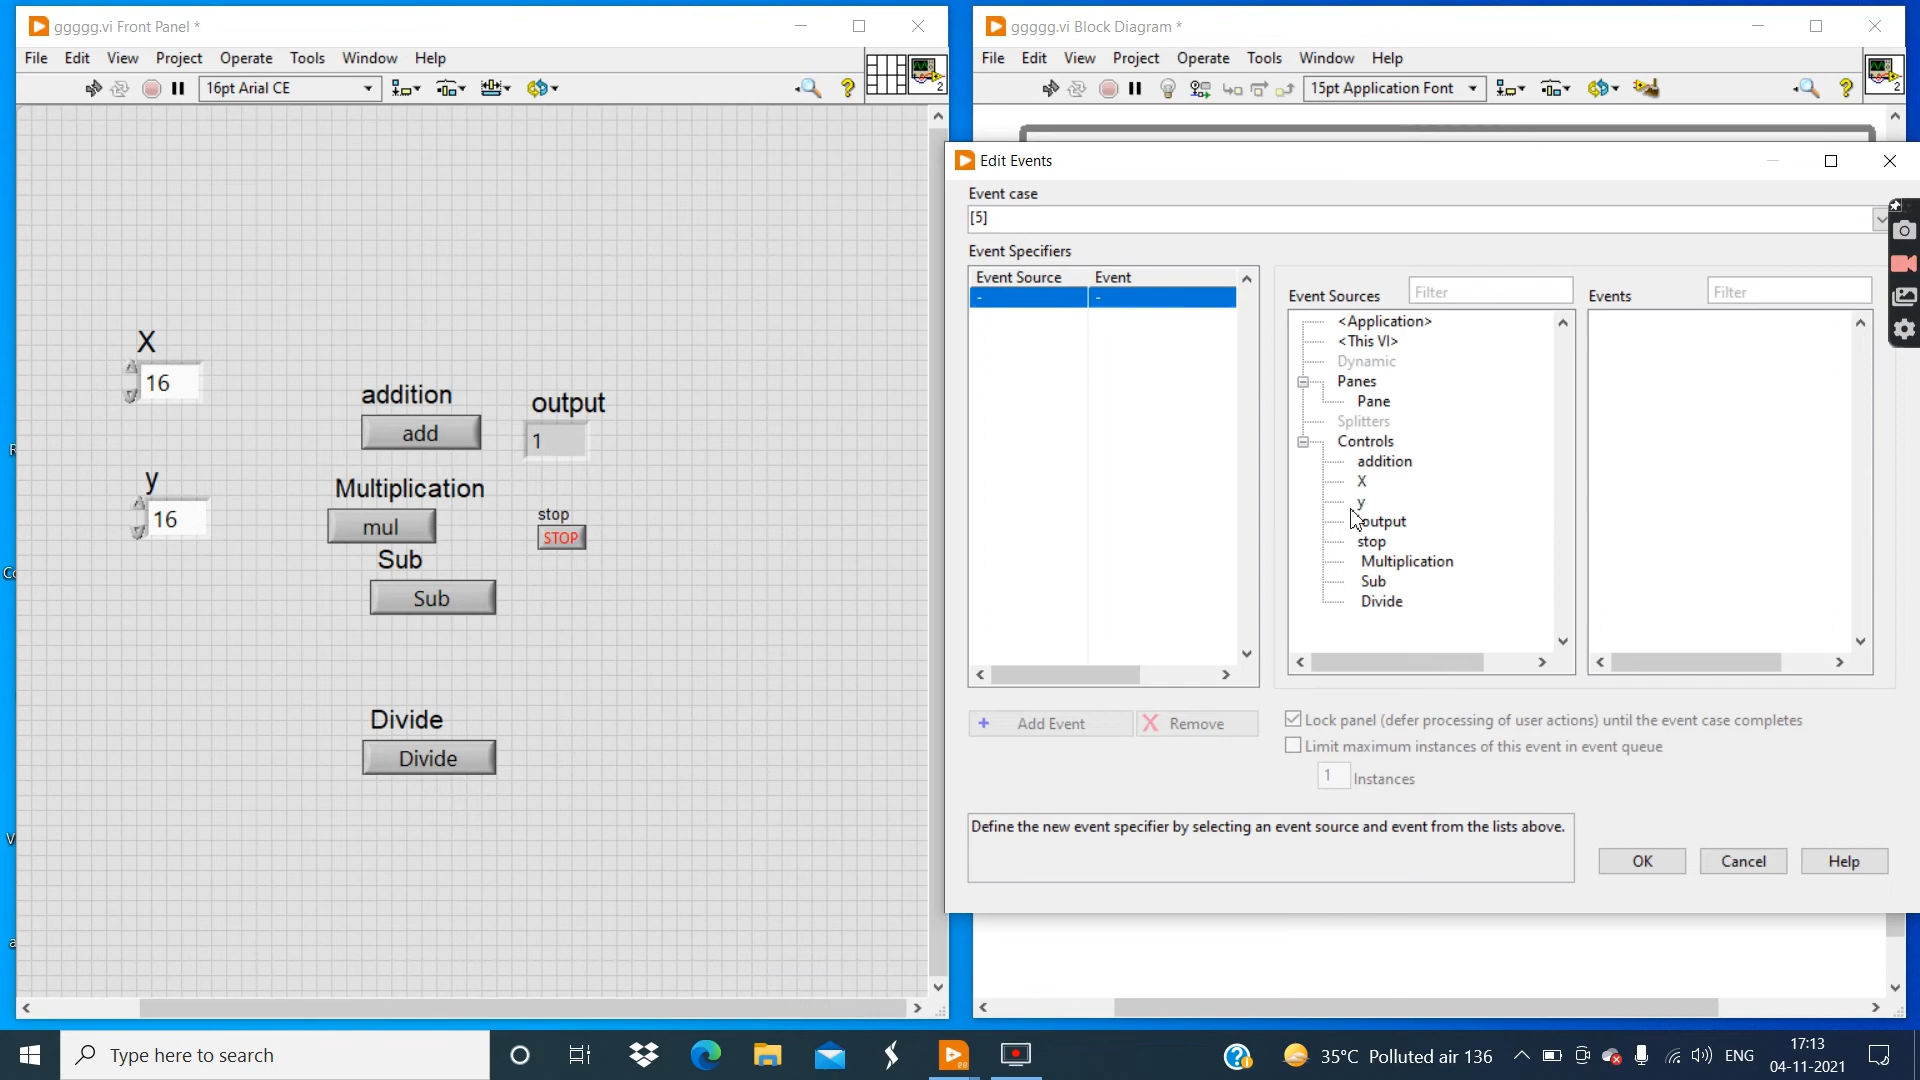 ggggg.vi Front Panel *
File Edit View Project Operate Tools Window Help
16pt Arial CE
2
X
16
y
16
addition
add
output
1
Multiplication
mul
stop
STOP
Sub
Sub
Divide
Divide
ggggg.vi Block Diagram *
File Edit View Project Operate Tools Window Help
15pt Application Font
2
Edit Events
Event case
[5]
Event Specifiers
Event Source Event
- -
Event Sources Filter
<Application>
<This VI>
Dynamic
Panes
Pane
Splitters
Controls
addition
X
y
output
stop
Multiplication
Sub
Divide
Events Filter
+ Add Event
X Remove
Lock panel (defer processing of user actions) until the event case completes
Limit maximum instances of this event in event queue
1 Instances
Define the new event specifier by selecting an event source and event from the lists above.
OK Cancel Help
Type here to search
35°C Polluted air 136
ENG
17:13
04-11-2021